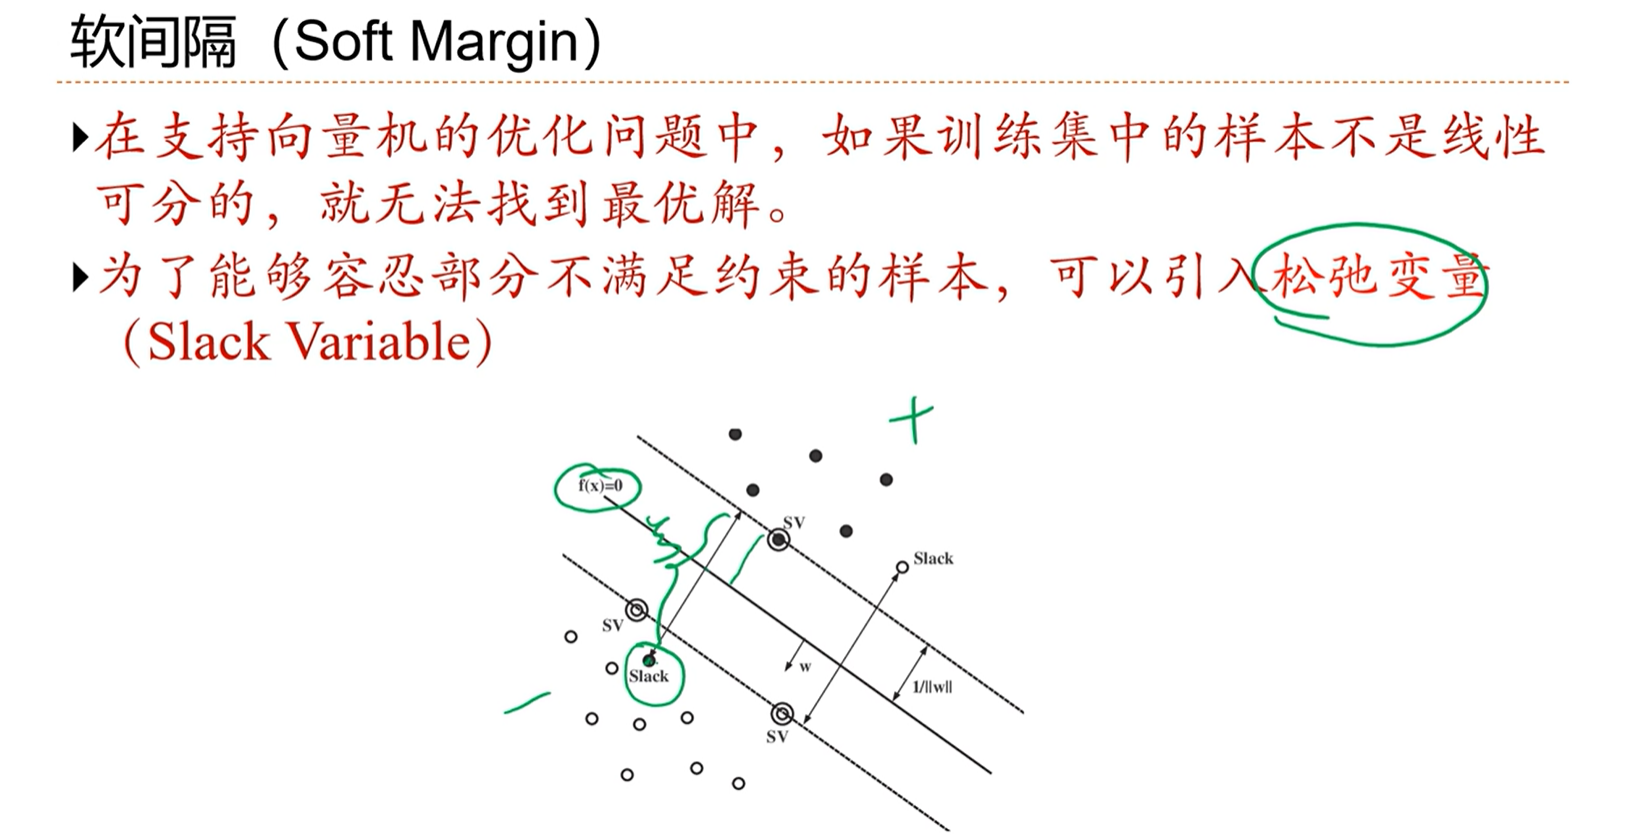 软间隔（Soft Margin）
在支持向量机的优化问题中，如果训练集中的样本不是线性
可分的，就无法找到最优解。
为了能够容忍部分不满足约束的样本，可以引入松弛变量
（Slack Variable）
+
f(x)=0
SV
Slack
SV
Slack
w
1/||w||
SV